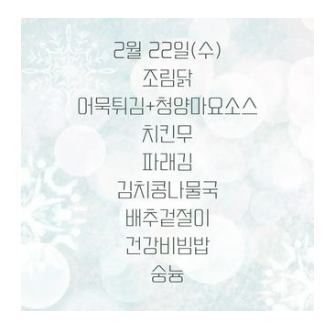 2월 22일(수)
조림닭
어묵튀김+청양마요소스
치킨무
파래김
김치콩나물국
배추겉절이
건강비빔밥
숭늉